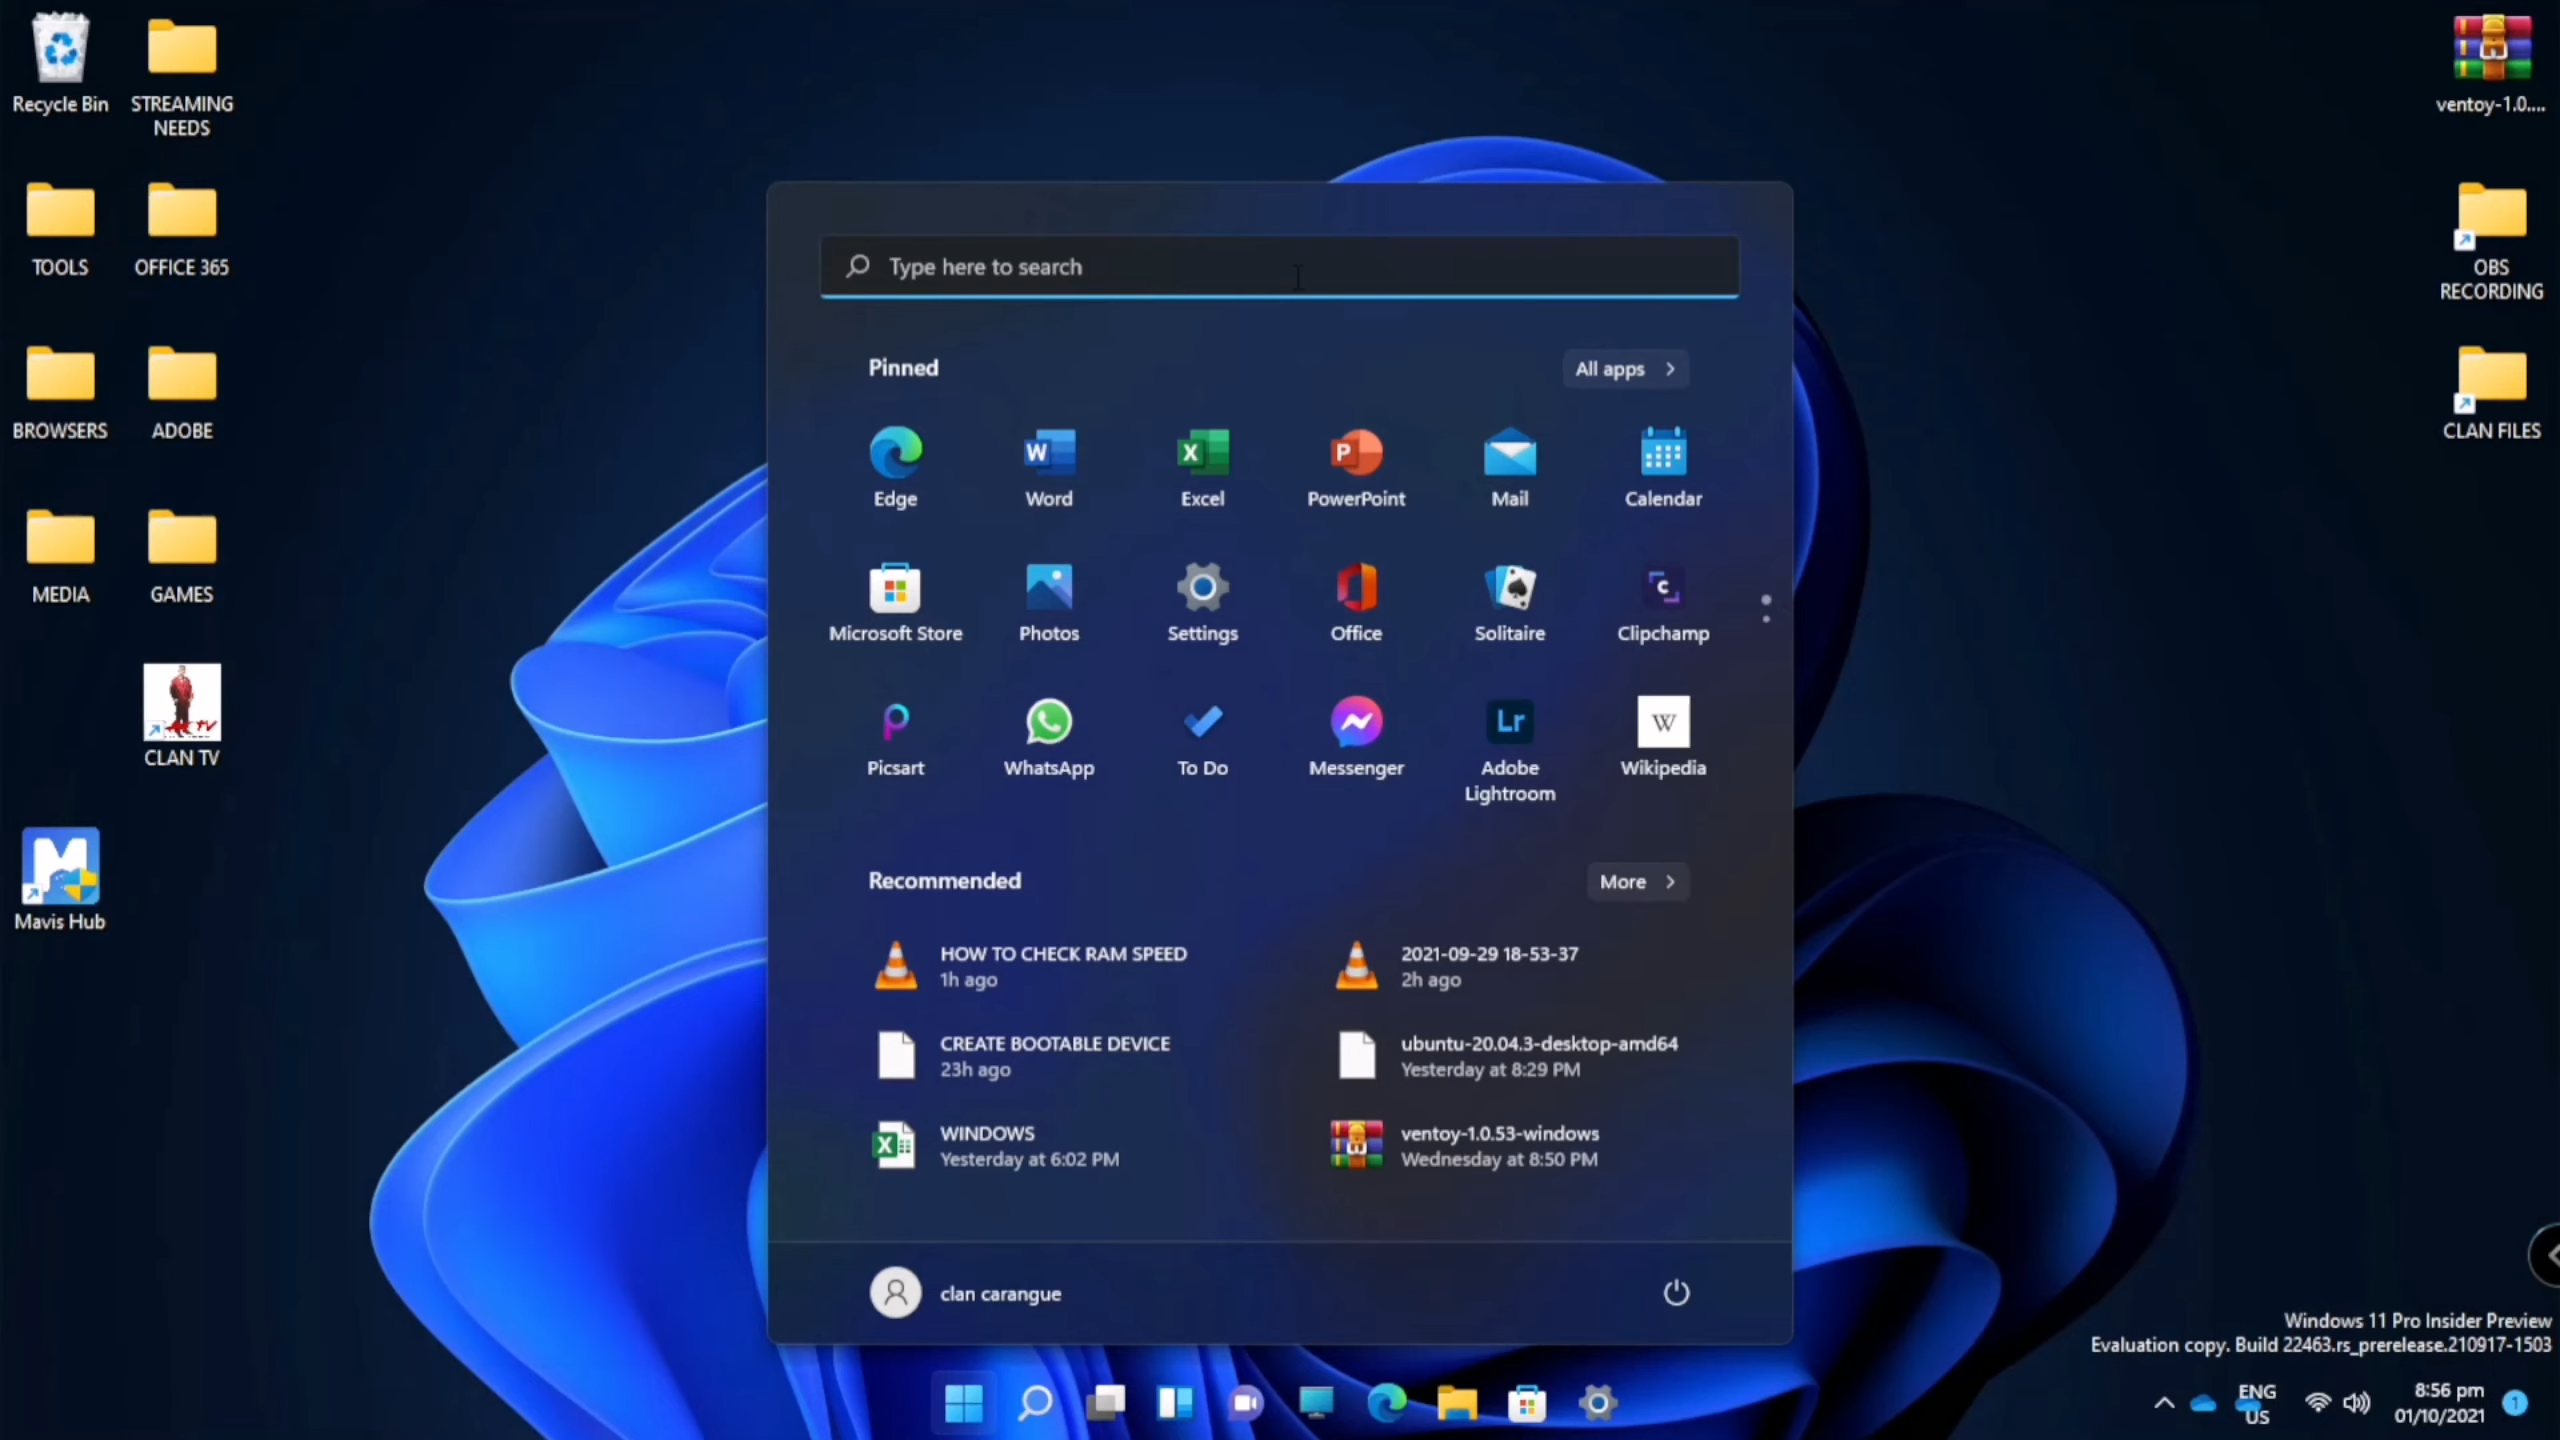 Recycle Bin
STREAMING
NEEDS
TOOLS
OFFICE 365
BROWSERS
ADOBE
MEDIA
GAMES
CLAN TV
Mavis Hub
Type here to search
Pinned
All apps
Edge
Word
Excel
PowerPoint
Mail
Calendar
Microsoft Store
Photos
Settings
Office
Solitaire
Clipchamp
Picsart
WhatsApp
To Do
Messenger
Adobe
Lightroom
Wikipedia
Recommended
More
HOW TO CHECK RAM SPEED
1h ago
2021-09-29 18-53-37
2h ago
CREATE BOOTABLE DEVICE
23h ago
ubuntu-20.04.3-desktop-amd64
Yesterday at 8:29 PM
WINDOWS
Yesterday at 6:02 PM
ventoy-1.0.53-windows
Wednesday at 8:50 PM
clan carangue
ventoy-1.0....
OBS
RECORDING
CLAN FILES
Windows 11 Pro Insider Preview
Evaluation copy. Build 22463.rs_prerelease.210917-1503
ENG
US
8:56 pm
01/10/2021
1